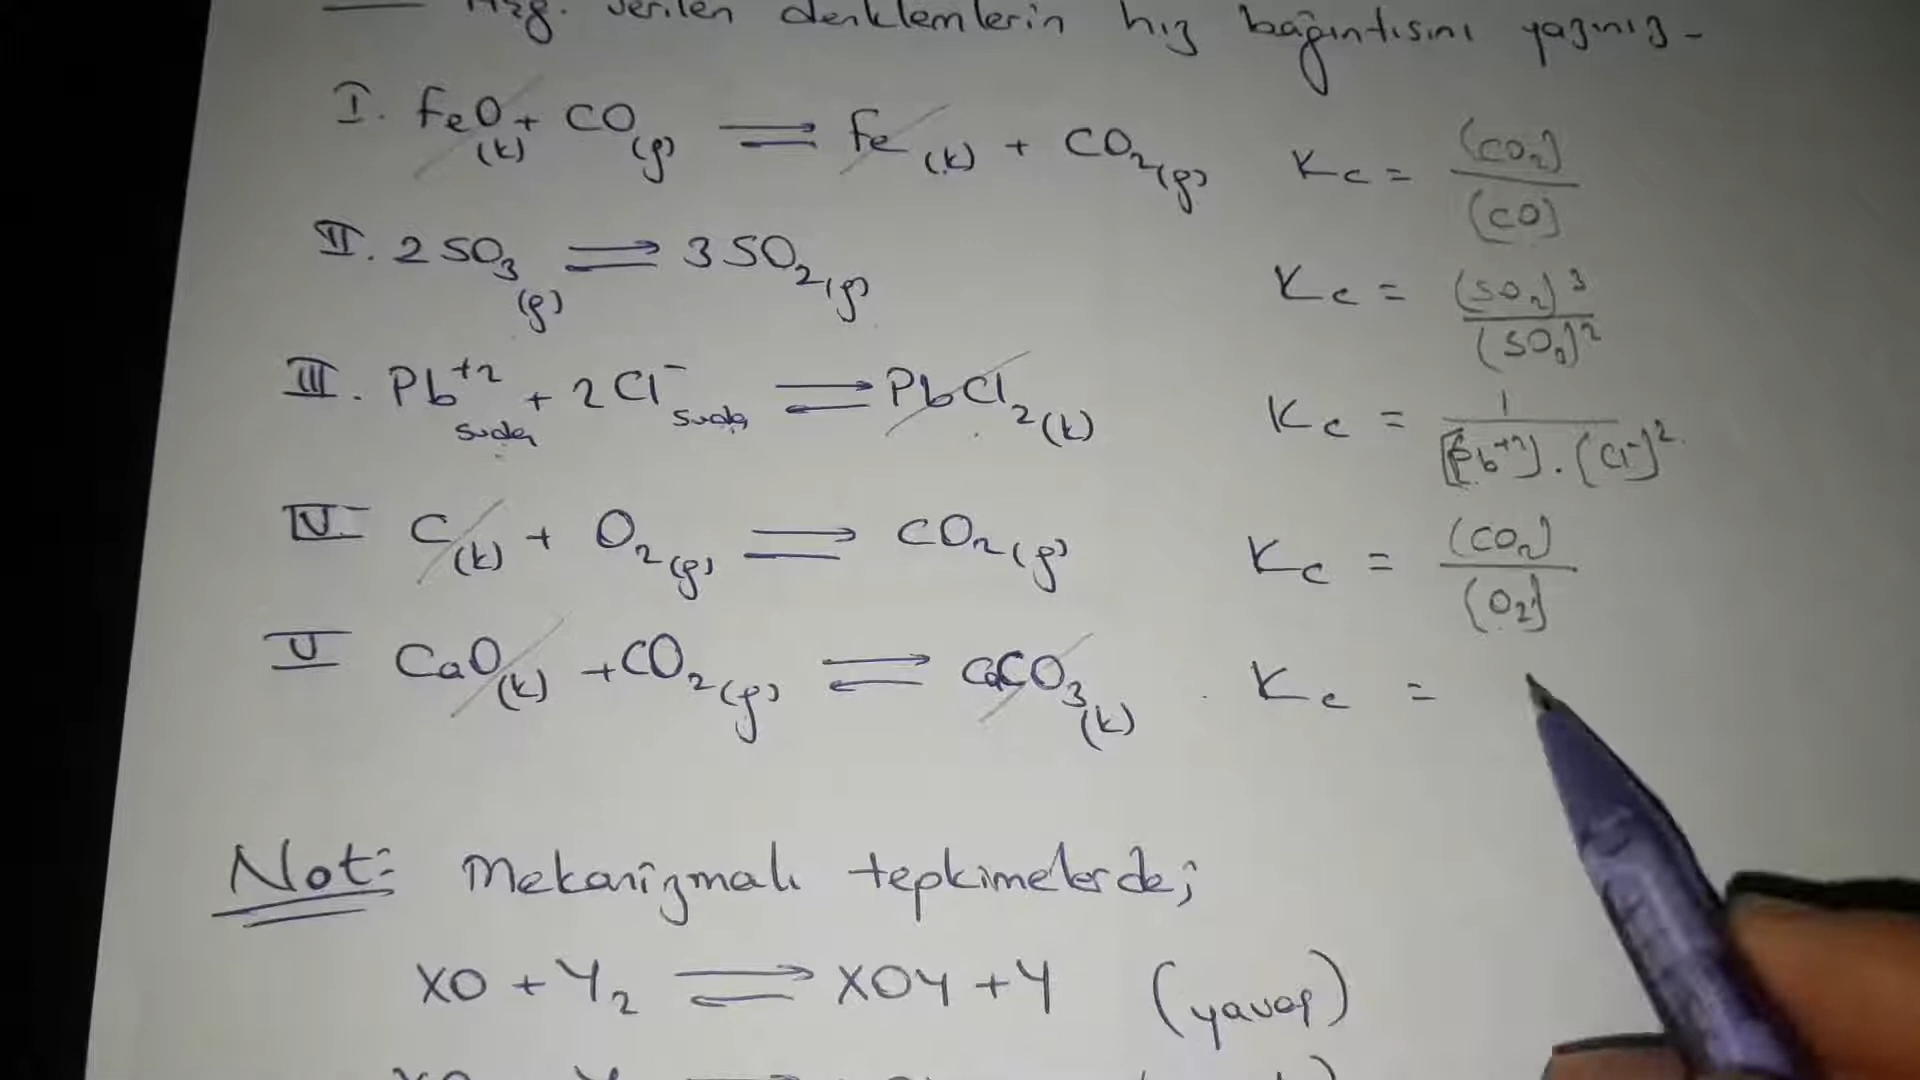 verilen denklemlerin hız bağıntısını yazınız-
I. FeO(k) + CO(g) ⇌ Fe(k) + CO2(g) Kc = (CO2) / (CO)
II. 2SO3(g) ⇌ 3SO2(g) Kc = (SO2)^3 / (SO3)^2
III. Pb+2 suda + 2Cl- suda ⇌ PbCl2(k) Kc = 1 / [Pb+2].(Cl-)^2
IV. C(k) + O2(g) ⇌ CO2(g) Kc = (CO2) / (O2)
V CaO(k) + CO2(g) ⇌ CaCO3(k) Kc =
Not: Mekanizmalı tepkimelerde;
XO + Y2 ⇌ XOY + Y (yavaş)